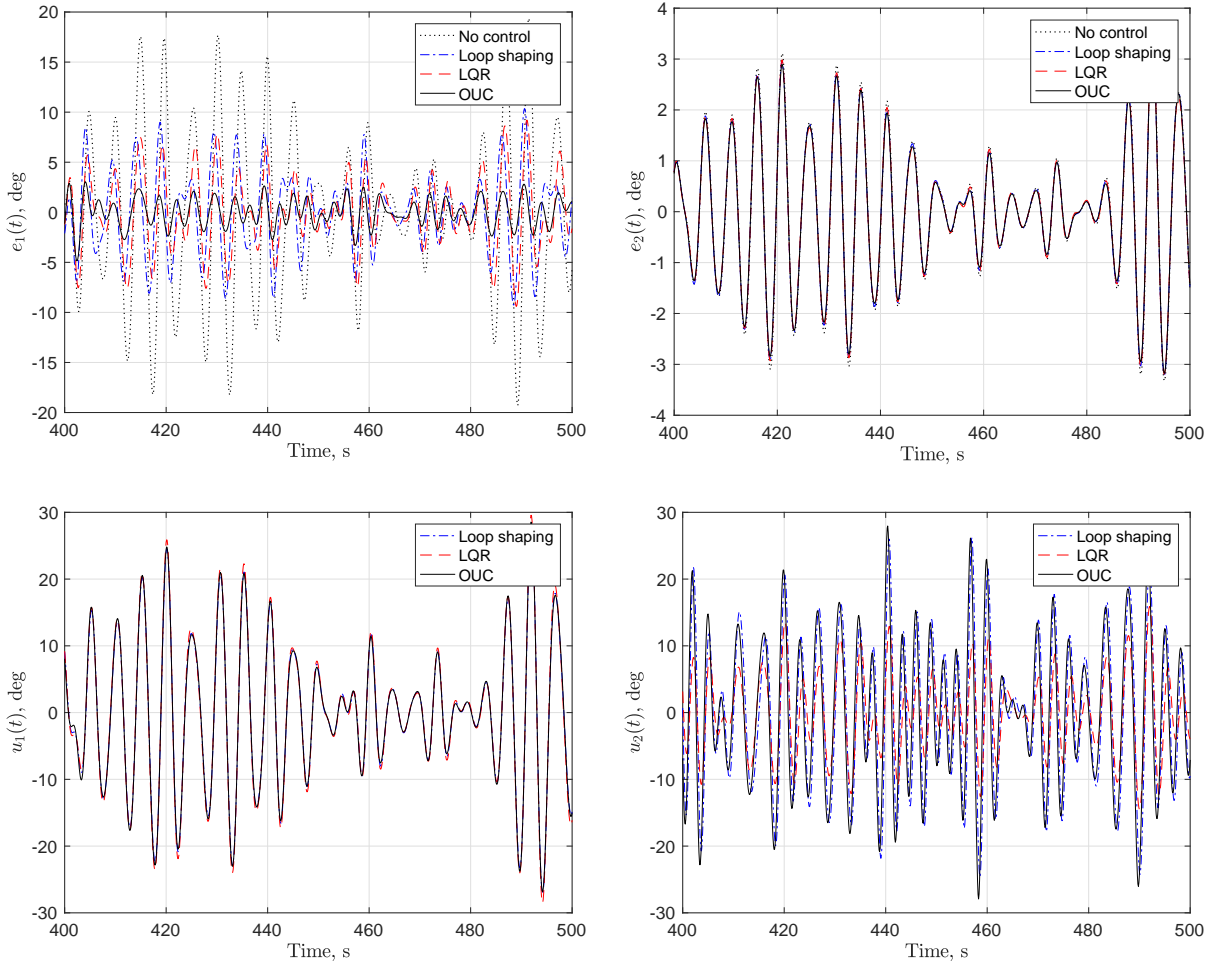 20
15
10
5
0
-5
-10
-15
-20
e₁(t), deg
No control
Loop shaping
LQR
OUC
400
420
440
460
480
500
Time, s
4
3
2
1
0
-1
-2
-3
-4
e₂(t), deg
No control
Loop shaping
LQR
OUC
400
420
440
460
480
500
Time, s
30
20
10
0
-10
-20
-30
u₁(t), deg
Loop shaping
LQR
OUC
400
420
440
460
480
500
Time, s
30
20
10
0
-10
-20
-30
u₂(t), deg
Loop shaping
LQR
OUC
400
420
440
460
480
500
Time, s